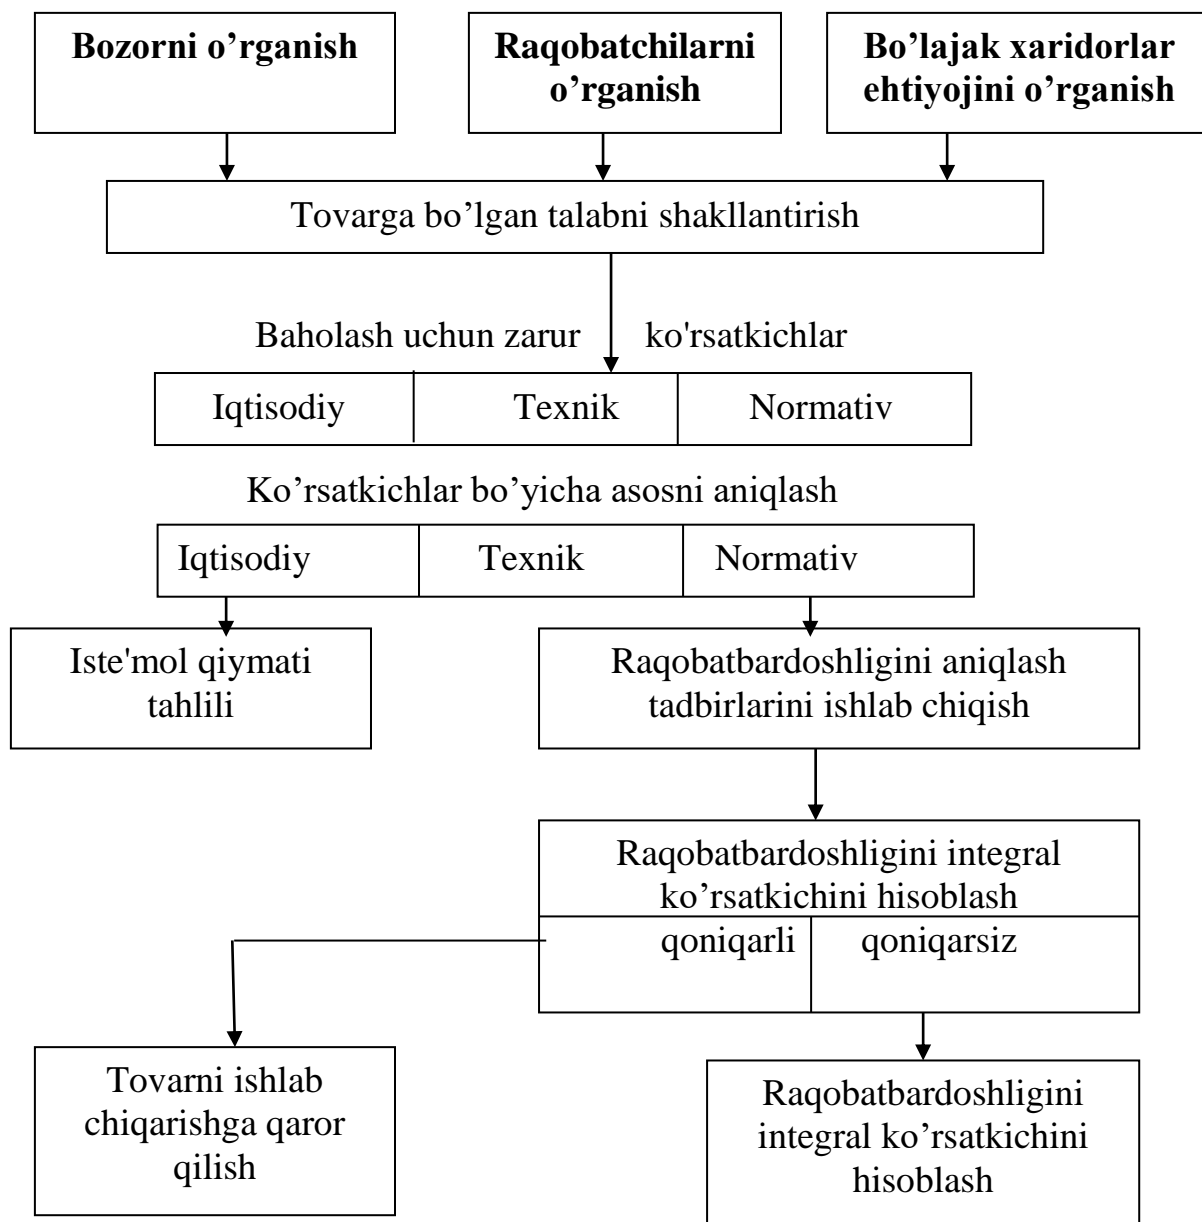 Bozorni o’rganish
Raqobatchilarni
o’rganish
Bo’lajak xaridorlar
ehtiyojini o’rganish
Tovarga bo’lgan talabni shakllantirish
Baholash uchun zarur ko'rsatkichlar
Iqtisodiy Texnik Normativ
Ko’rsatkichlar bo’yicha asosni aniqlash
Iqtisodiy Texnik Normativ
Iste'mol qiymati
tahlili
Raqobatbardoshligini aniqlash
tadbirlarini ishlab chiqish
Raqobatbardoshligini integral
ko’rsatkichini hisoblash
qoniqarli qoniqarsiz
Tovarni ishlab
chiqarishga qaror
qilish
Raqobatbardoshligini
integral ko’rsatkichini
hisoblash